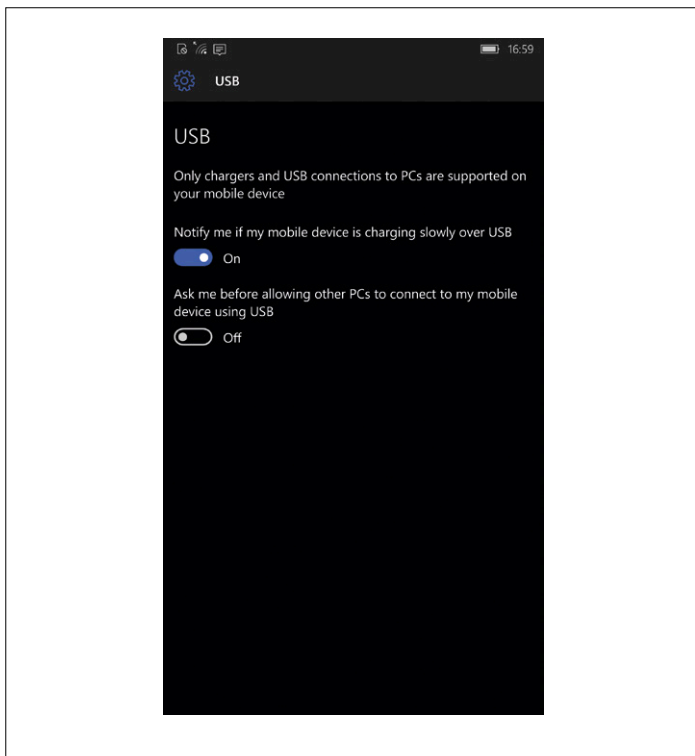 16:59
USB
USB
Only chargers and USB connections to PCs are supported on
your mobile device
Notify me if my mobile device is charging slowly over USB
On
Ask me before allowing other PCs to connect to my mobile
device using USB
Off